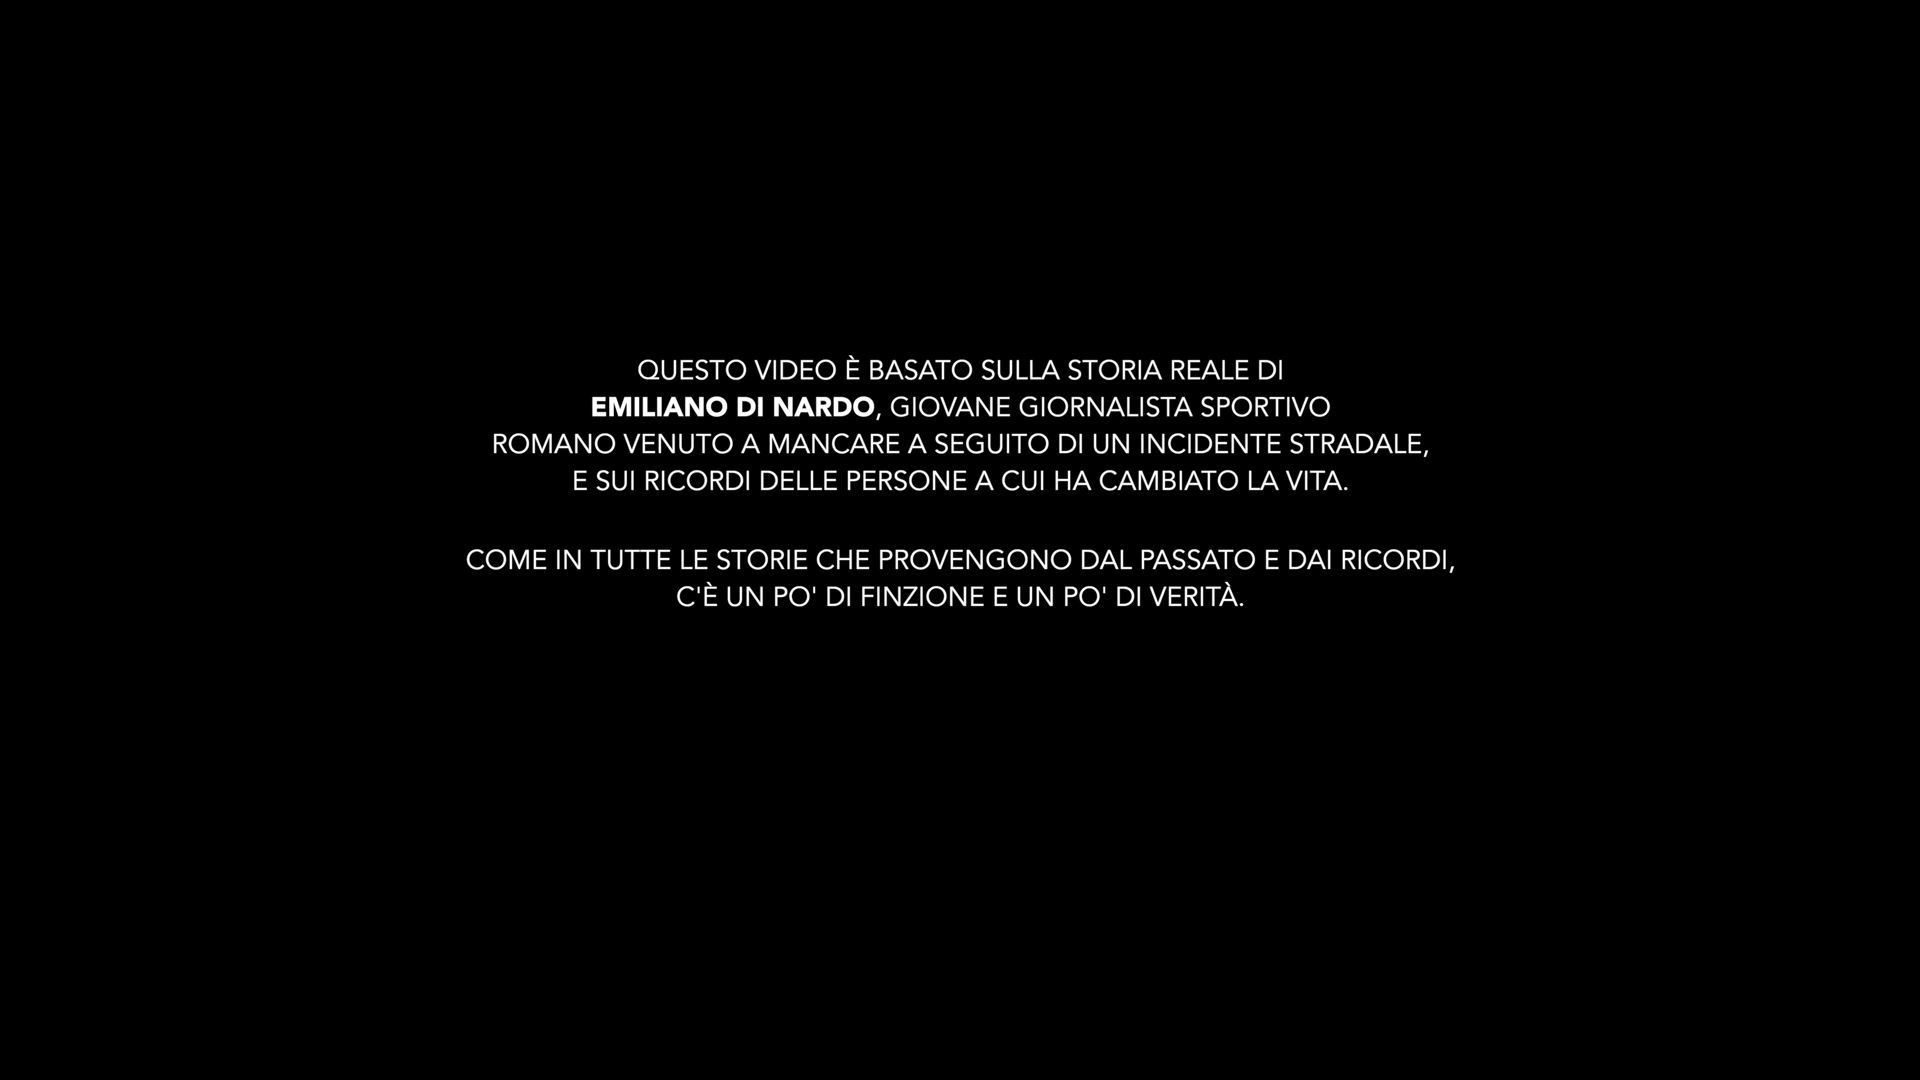 QUESTO VIDEO È BASATO SULLA STORIA REALE DI
EMILIANO DI NARDO, GIOVANE GIORNALISTA SPORTIVO
ROMANO VENUTO A MANCARE A SEGUITO DI UN INCIDENTE STRADALE,
E SUI RICORDI DELLE PERSONE A CUI HA CAMBIATO LA VITA.
COME IN TUTTE LE STORIE CHE PROVENGONO DAL PASSATO E DAI RICORDI,
C'È UN PO' DI FINZIONE E UN PO' DI VERITÀ.